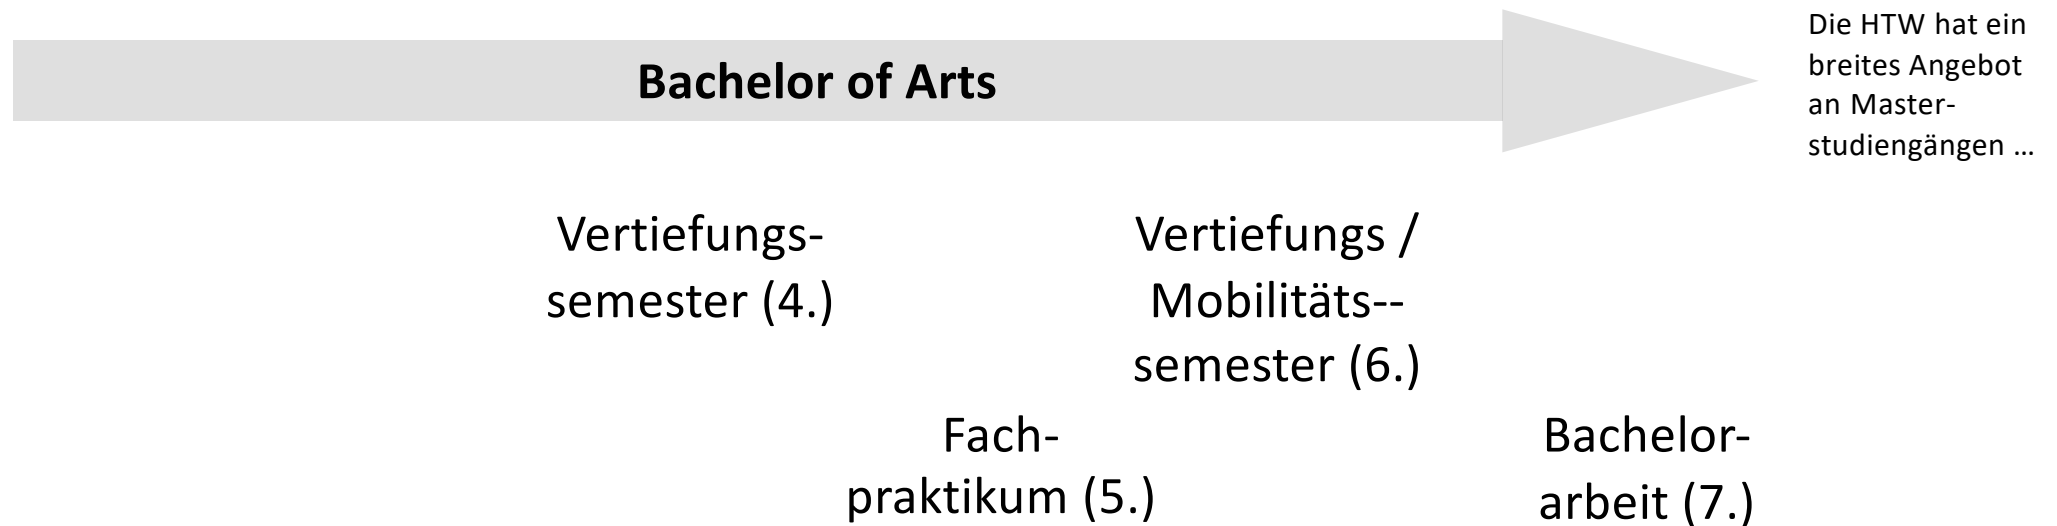 Bachelor of Arts
Die HTW hat ein
breites Angebot
an Master-
studiengängen …
Vertiefungs-
semester (4.)
Vertiefungs /
Mobilitäts--
semester (6.)
Fach-
praktikum (5.)
Bachelor-
arbeit (7.)